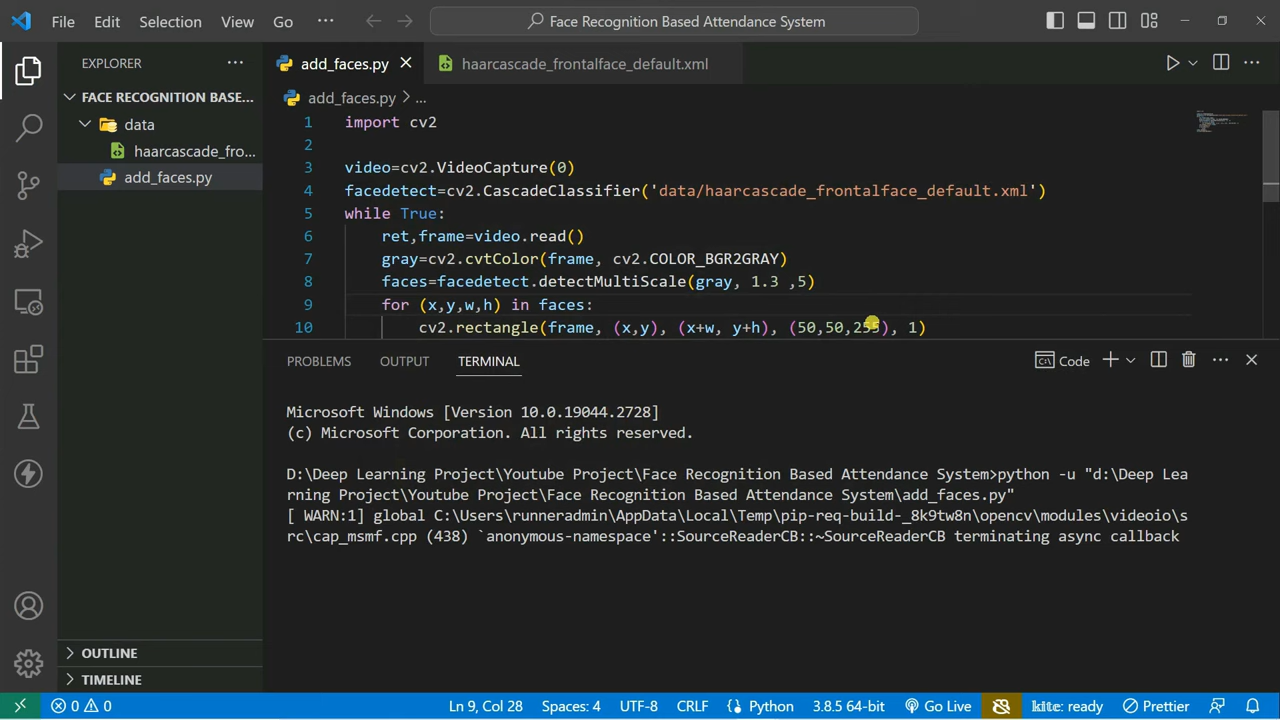 File Edit Selection View Go ··· Face Recognition Based Attendance System
EXPLORER ···
FACE RECOGNITION BASE...
data
haarcascade_fro...
add_faces.py
OUTLINE
TIMELINE
add_faces.py haarcascade_frontalface_default.xml
add_faces.py > ...
1 import cv2
2
3 video=cv2.VideoCapture(0)
4 facedetect=cv2.CascadeClassifier('data/haarcascade_frontalface_default.xml')
5 while True:
6 ret,frame=video.read()
7 gray=cv2.cvtColor(frame, cv2.COLOR_BGR2GRAY)
8 faces=facedetect.detectMultiScale(gray, 1.3 ,5)
9 for (x,y,w,h) in faces:
10 cv2.rectangle(frame, (x,y), (x+w, y+h), (50,50,255), 1)
PROBLEMS OUTPUT TERMINAL Code
Microsoft Windows [Version 10.0.19044.2728]
(c) Microsoft Corporation. All rights reserved.
D:\Deep Learning Project\Youtube Project\Face Recognition Based Attendance System>python -u "d:\Deep Lea
rning Project\Youtube Project\Face Recognition Based Attendance System\add_faces.py"
[ WARN:1] global C:\Users\runneradmin\AppData\Local\Temp\pip-req-build-_8k9tw8n\opencv\modules\videoio\s
rc\cap_msmf.cpp (438) `anonymous-namespace'::SourceReaderCB::~SourceReaderCB terminating async callback
0 0 Ln 9, Col 28 Spaces: 4 UTF-8 CRLF Python 3.8.5 64-bit Go Live kite: ready Prettier